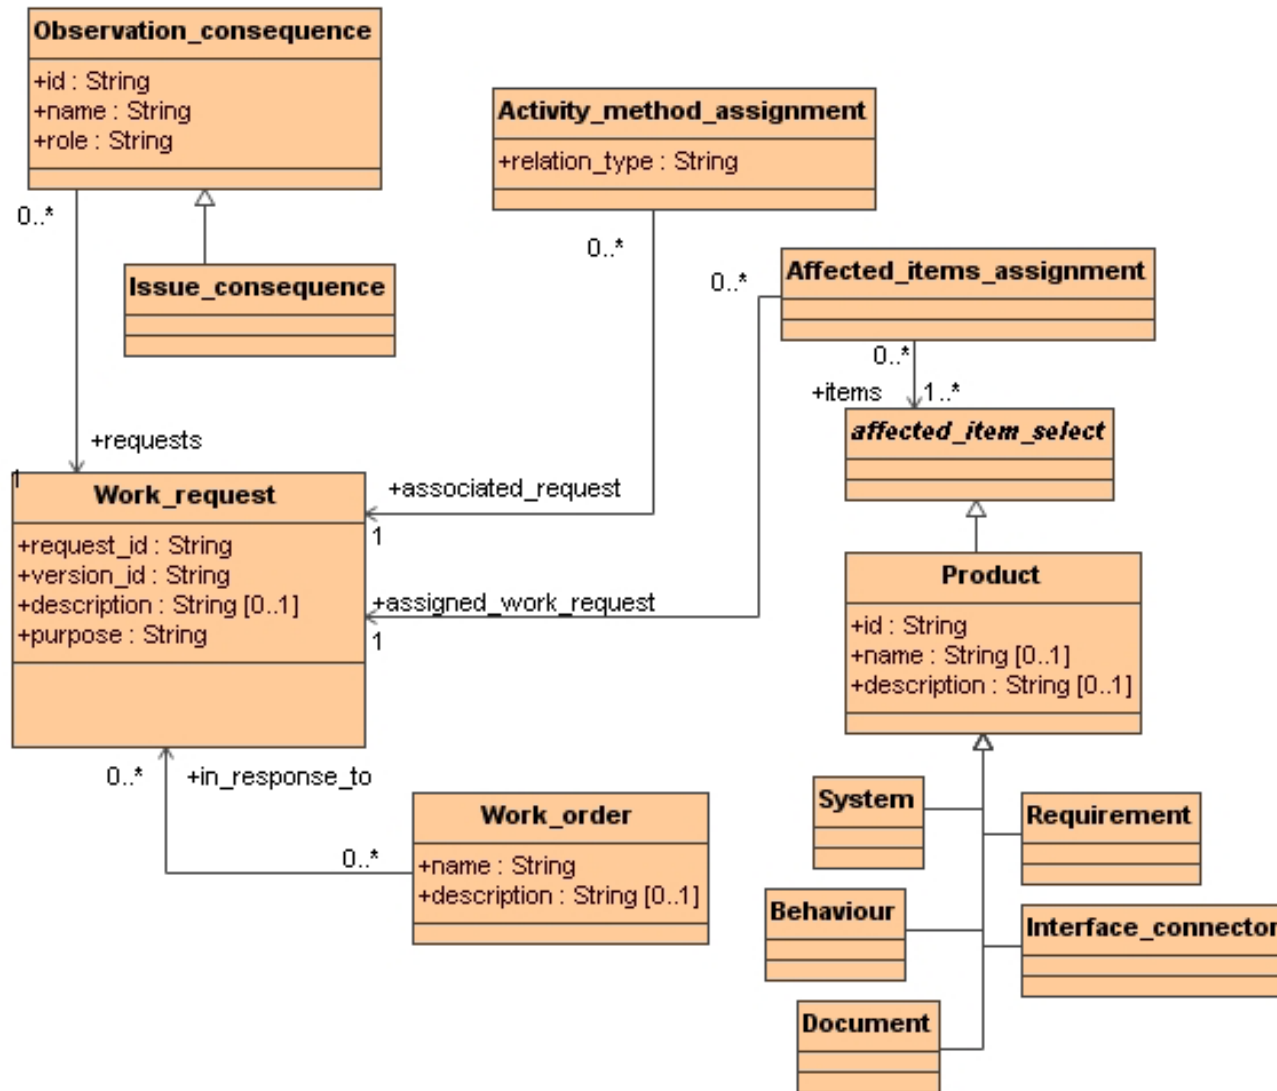 Observation_consequence
+id : String
+name : String
+role : String
0..*
Issue_consequence
+requests
1
Activity_method_assignment
+relation_type : String
0..*
Affected_items_assignment
0..*
0..*
+items
1..*
affected_item_select
Work_request
+request_id : String
+version_id : String
+description : String [0..1]
+purpose : String
+associated_request
1
+assigned_work_request
1
Product
+id : String
+name : String [0..1]
+description : String [0..1]
0..*
+in_response_to
0..*
Work_order
+name : String
+description : String [0..1]
System
Requirement
Behaviour
Interface_connector
Document